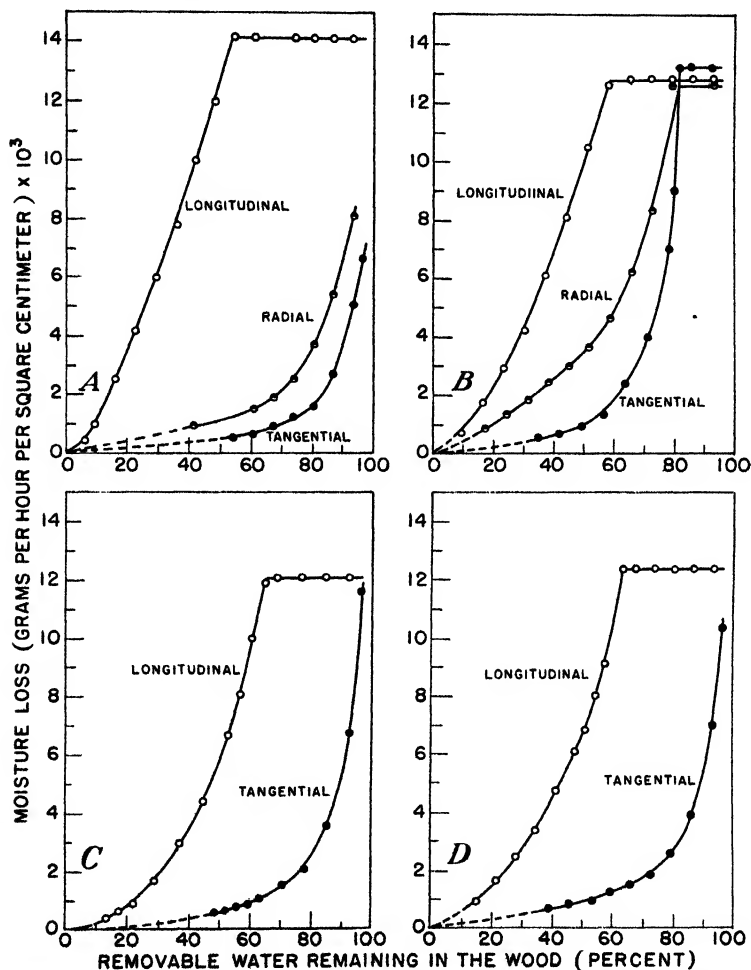 MOISTURE LOSS (GRAMS PER HOUR PER SQUARE CENTIMETER) x 10³
14
12
10
8
6
4
2
0
LONGITUDINAL
RADIAL
TANGENTIAL
A
0 20 40 60 80 100
14
12
10
8
6
4
2
0
LONGITUDIINAL
RADIAL
TANGENTIAL
B
0 20 40 60 80 100
14
12
10
8
6
4
2
0
LONGITUDINAL
TANGENTIAL
C
0 20 40 60 80 100
14
12
10
8
6
4
2
0
LONGITUDINAL
TANGENTIAL
D
0 20 40 60 80 100
REMOVABLE WATER REMAINING IN THE WOOD (PERCENT)